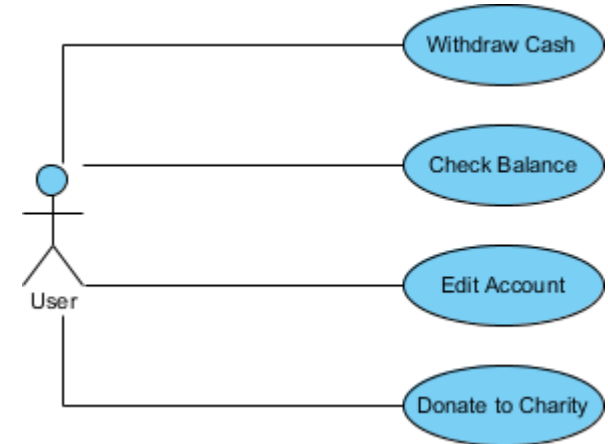 Withdraw Cash
Check Balance
Edit Account
User
Donate to Charity